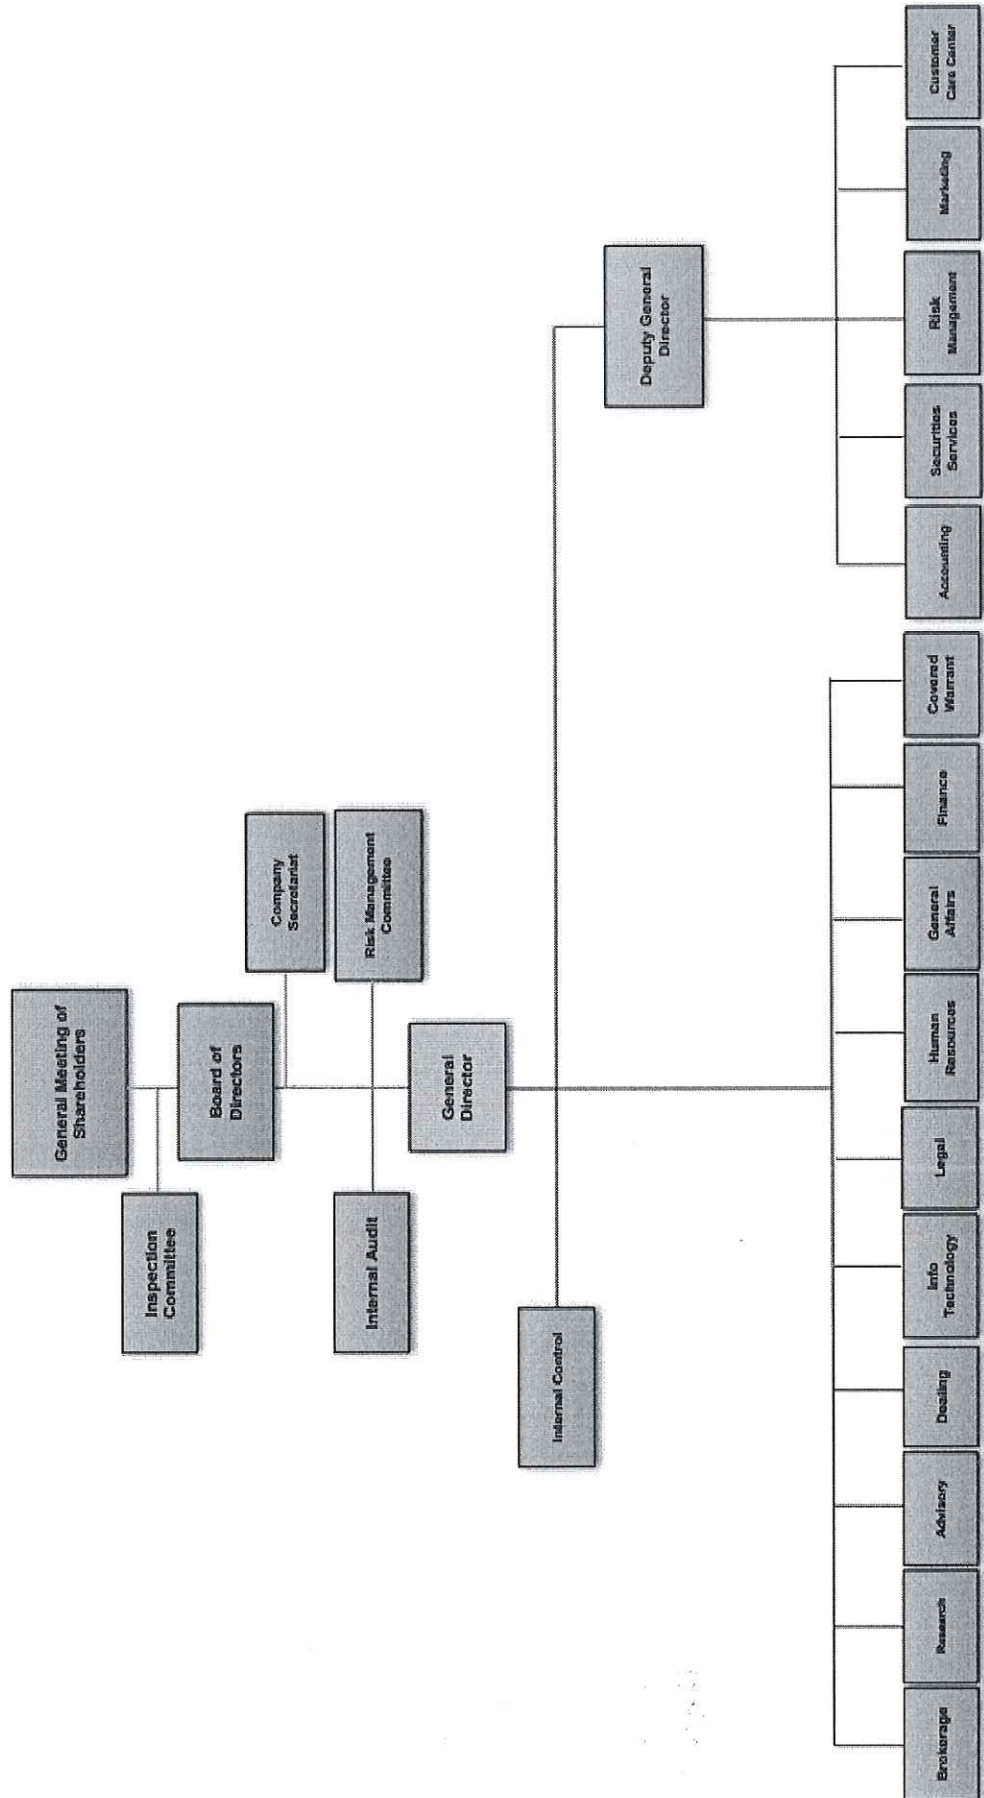 General Meeting of
Shareholders
Inspection
Committee
Board of
Directors
Company
Secretariat
Internal Audit
Risk Management
Committee
General
Director
Internal Control
Deputy General
Director
Brokerage
Research
Advisory
Dealing
Info
Technology
Legal
Human
Resources
General
Affairs
Finance
Covered
Warrant
Accounting
Securities
Services
Risk
Management
Marketing
Customer
Care Center